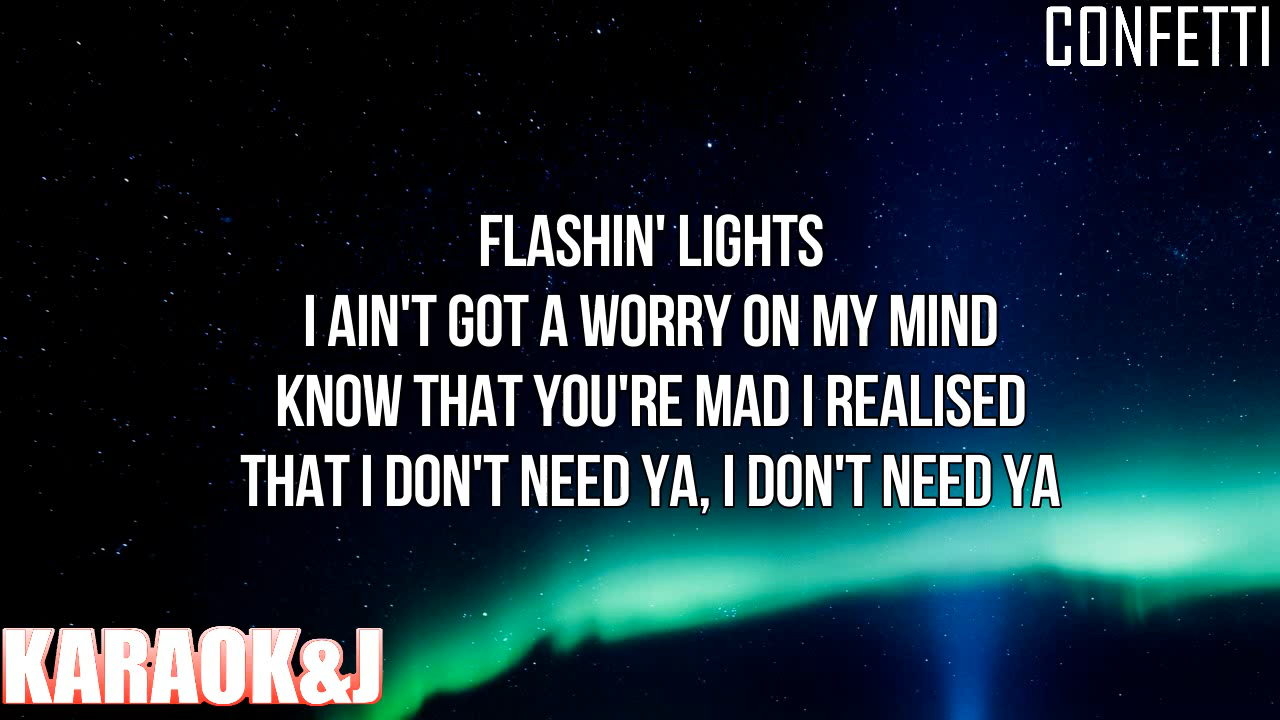 CONFETTI
FLASHIN' LIGHTS
I AIN'T GOT A WORRY ON MY MIND
KNOW THAT YOU'RE MAD I REALISED
THAT I DON'T NEED YA, I DON'T NEED YA
KARAOK&J